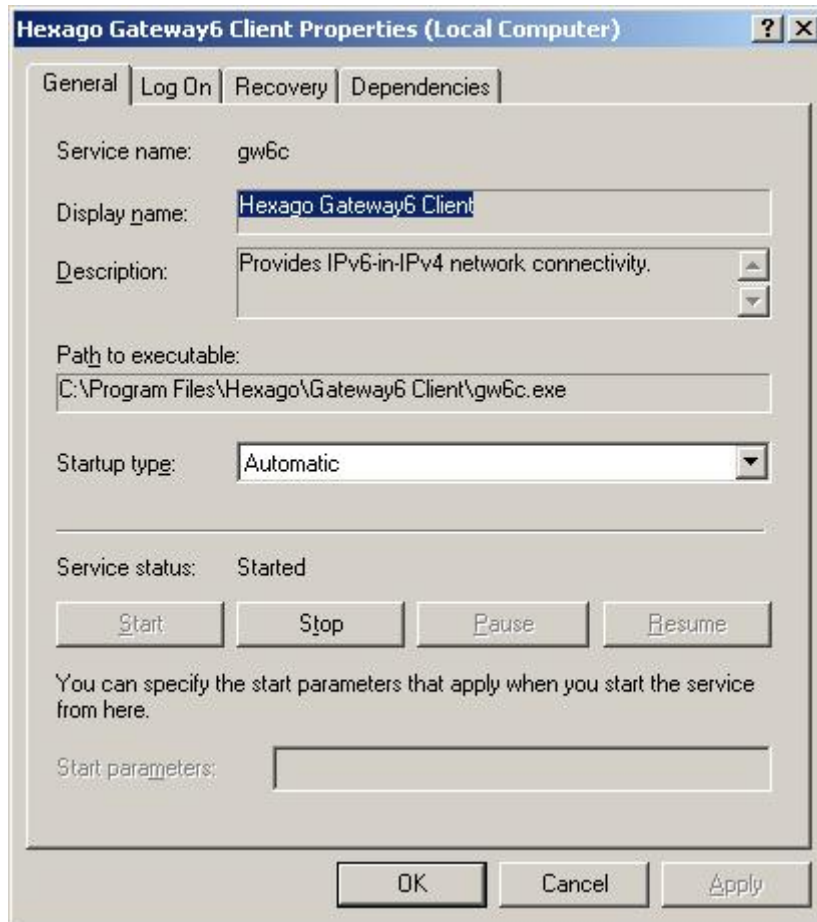 Hexago Gateway6 Client Properties (Local Computer)
General Log On Recovery Dependencies
Service name: gw6c
Display name: Hexago Gateway6 Client
Description: Provides IPv6-in-IPv4 network connectivity.
Path to executable:
C:\Program Files\Hexago\Gateway6 Client\gw6c.exe
Startup type: Automatic
Service status: Started
Start Stop Pause Resume
You can specify the start parameters that apply when you start the service
from here.
Start parameters:
OK Cancel Apply